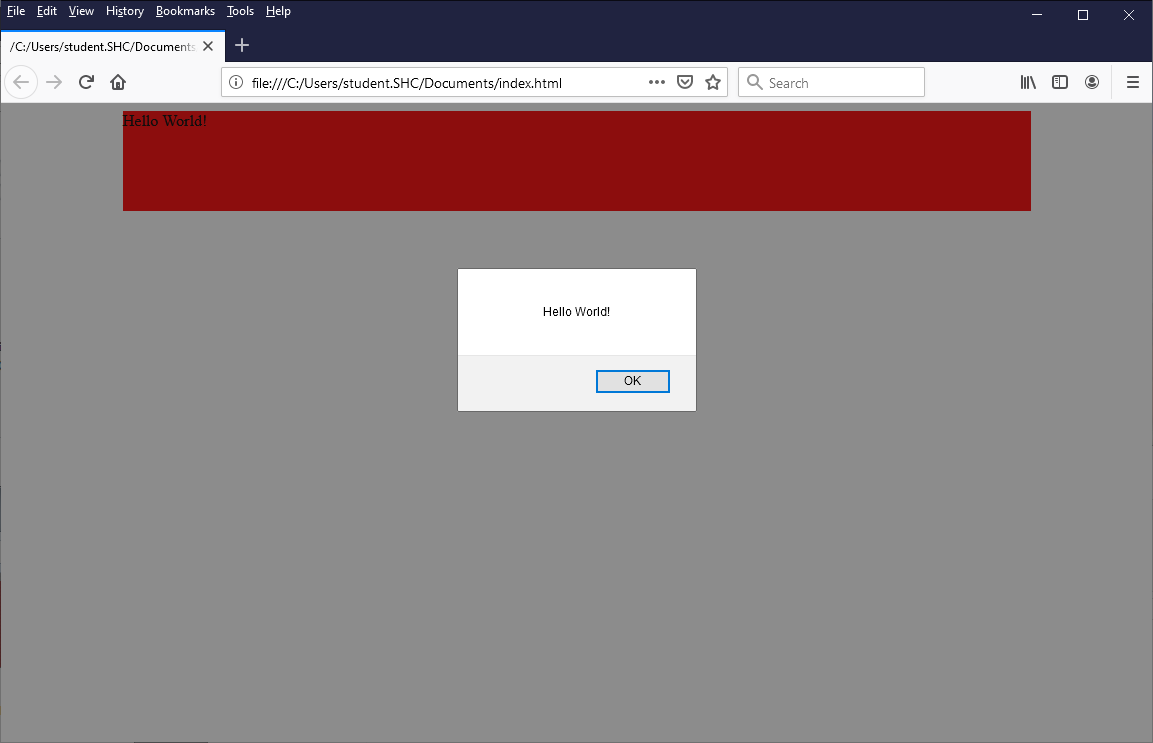 File Edit View History Bookmarks Tools Help
/C:/Users/student.SHC/Documents
file:///C:/Users/student.SHC/Documents/index.html
Search
Hello World!
Hello World!
OK